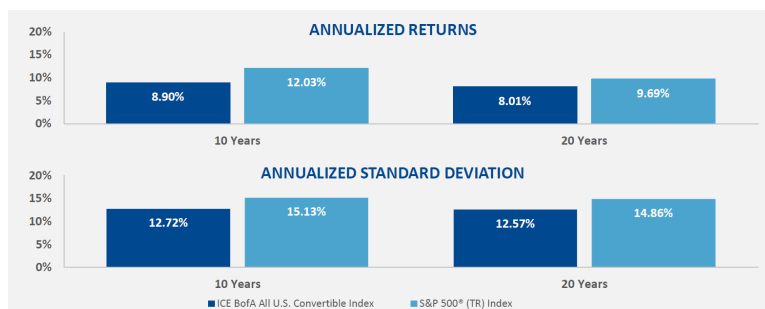 ANNUALIZED RETURNS
20%
15%
10%
5%
0%
8.90%
12.03%
8.01%
9.69%
10 Years
20 Years
ANNUALIZED STANDARD DEVIATION
20%
15%
10%
5%
0%
12.72%
15.13%
12.57%
14.86%
10 Years
20 Years
ICE BofA All U.S. Convertible Index
S&P 500® (TR) Index